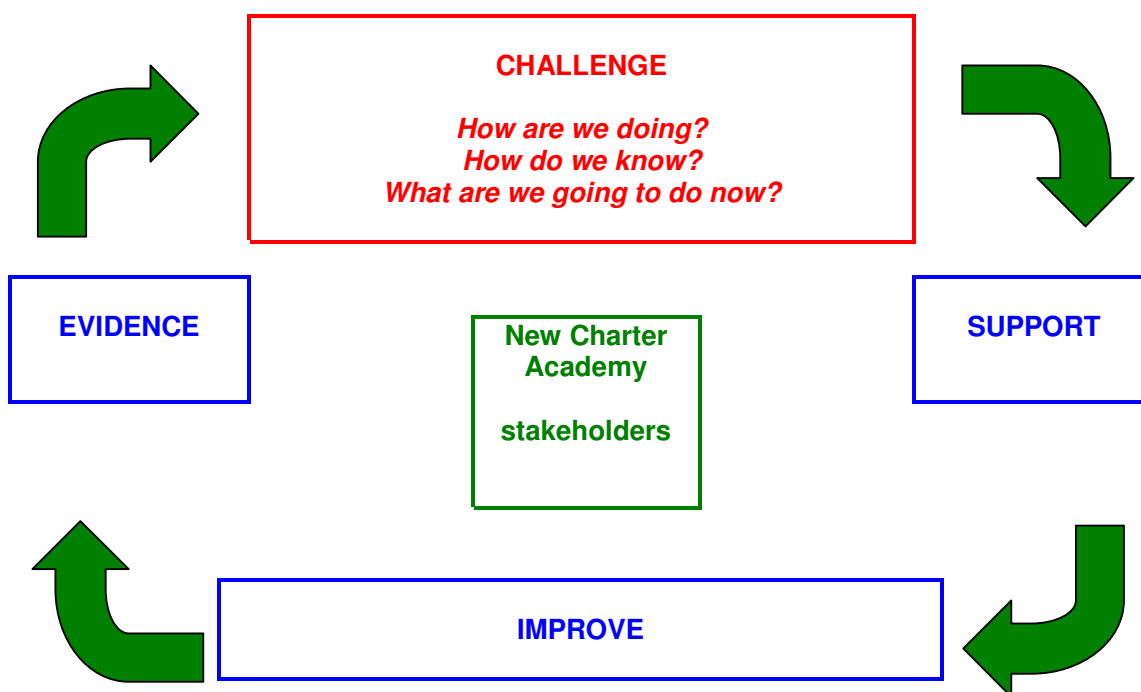 CHALLENGE
How are we doing?
How do we know?
What are we going to do now?
EVIDENCE
SUPPORT
New Charter
Academy
stakeholders
IMPROVE